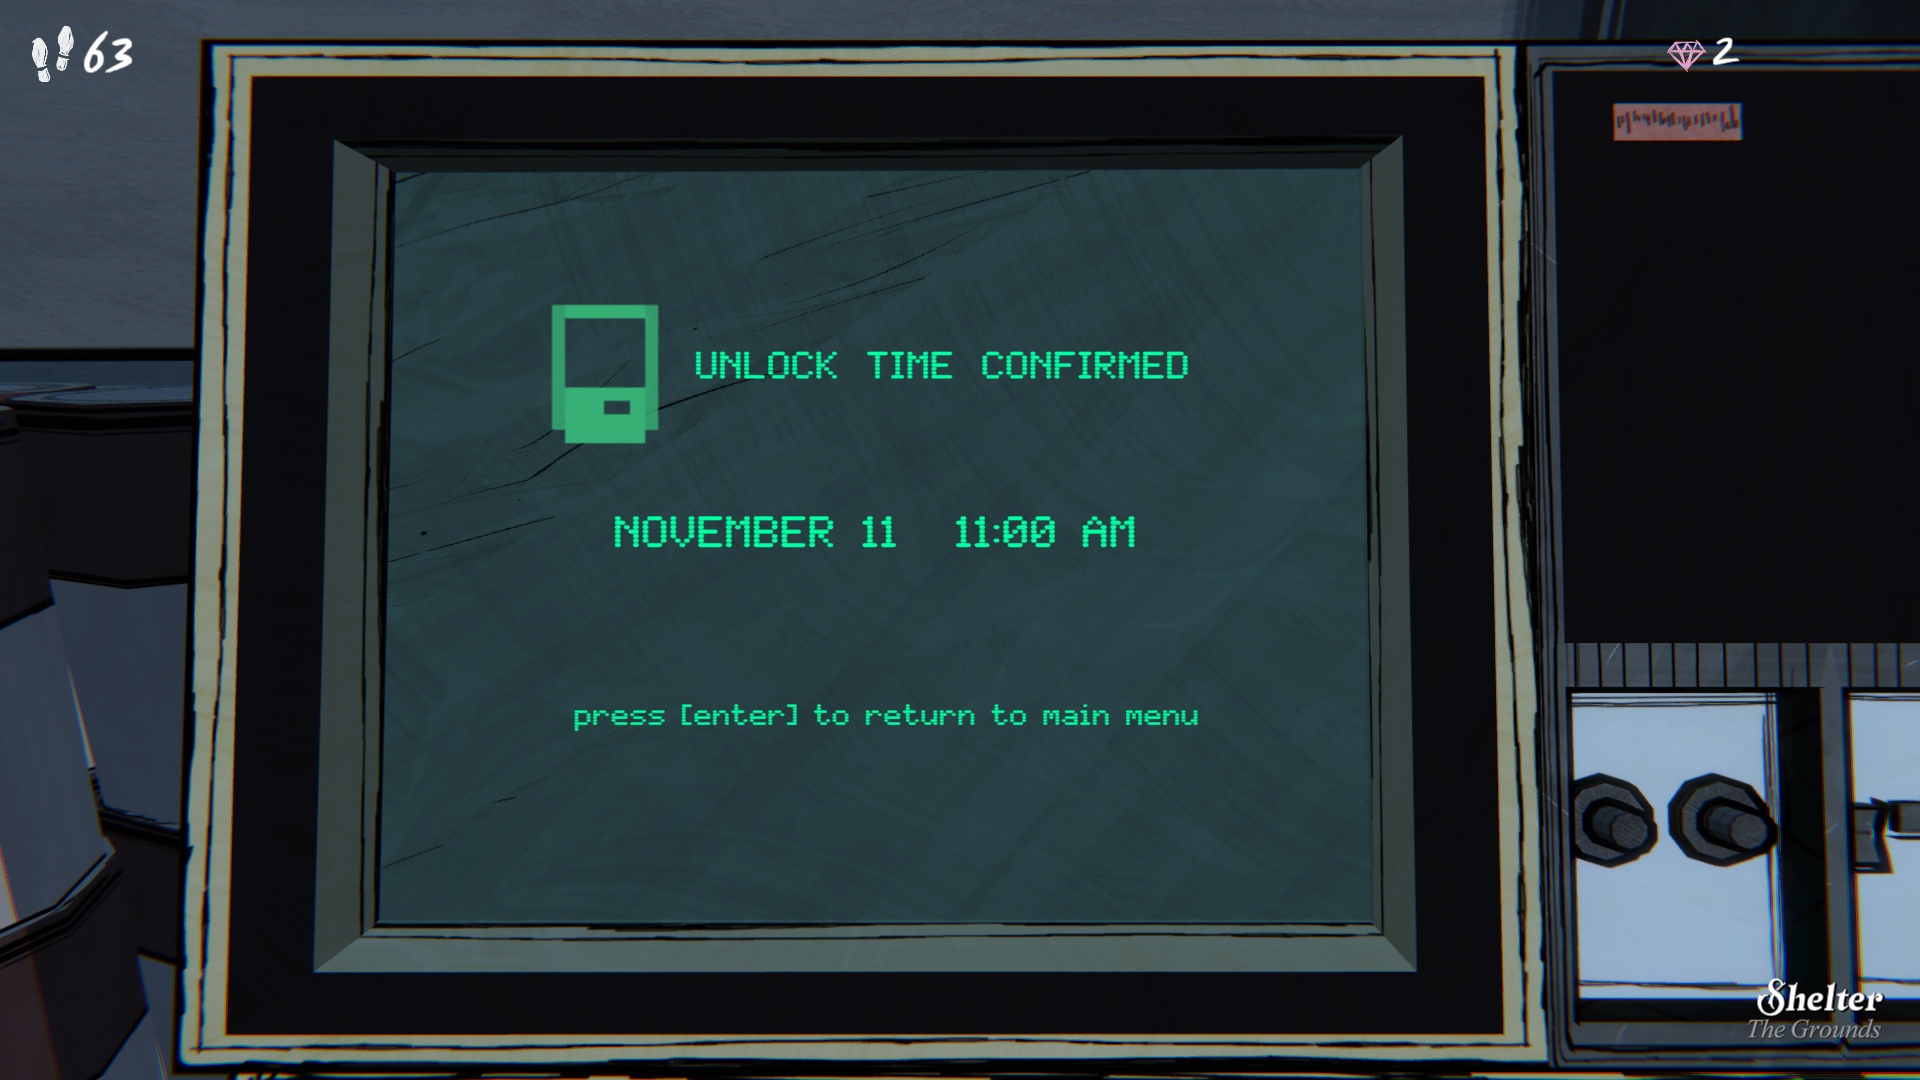 63
2
UNLOCK TIME CONFIRMED
NOVEMBER 11 11:00 AM
press [enter] to return to main menu
Shelter
The Grounds